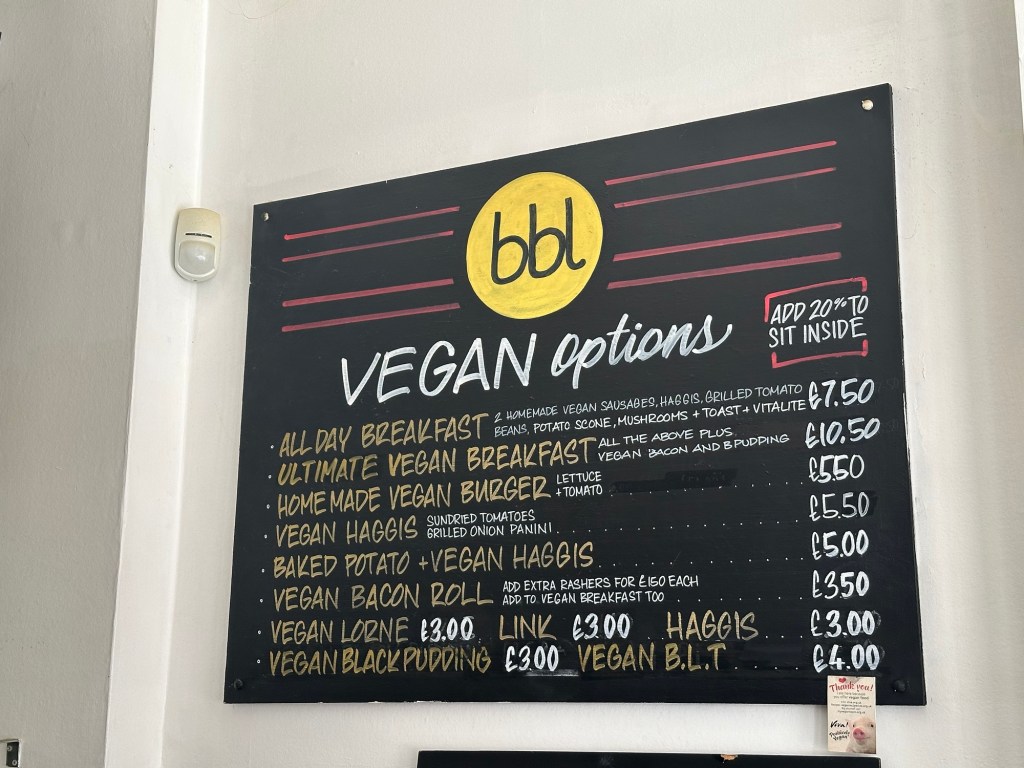 bbl
VEGAN options
ADD 20% TO
SIT INSIDE
· ALL DAY BREAKFAST 2 HOMEMADE VEGAN SAUSAGES, HAGGIS, GRILLED TOMATO
BEANS, POTATO SCONE, MUSHROOMS + TOAST + VITALITE £7.50
· ULTIMATE VEGAN BREAKFAST ALL THE ABOVE PLUS
VEGAN BACON AND B PUDDING £10.50
· HOMEMADE VEGAN BURGER LETTUCE
+ TOMATO £5.50
· VEGAN HAGGIS SUNDRIED TOMATOES
GRILLED ONION PANINI £5.50
· BAKED POTATO + VEGAN HAGGIS £5.00
· VEGAN BACON ROLL ADD EXTRA RASHERS FOR £1.50 EACH
ADD TO VEGAN BREAKFAST TOO £3.50
· VEGAN LORNE £3.00 LINK £3.00 HAGGIS £3.00
· VEGAN BLACK PUDDING £3.00 VEGAN B.L.T £4.00
Thank you!
Viva!